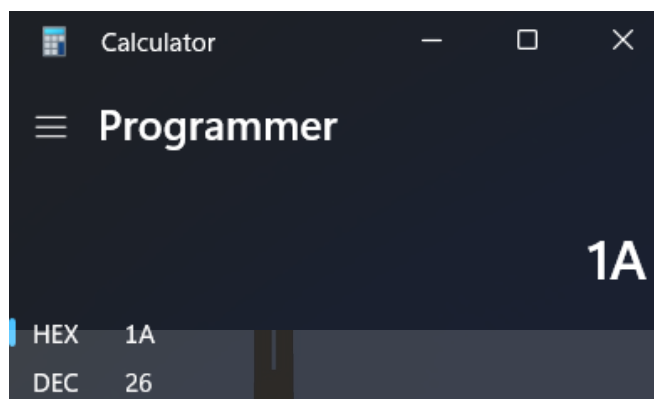 Calculator
Programmer
1A
HEX 1A
DEC 26